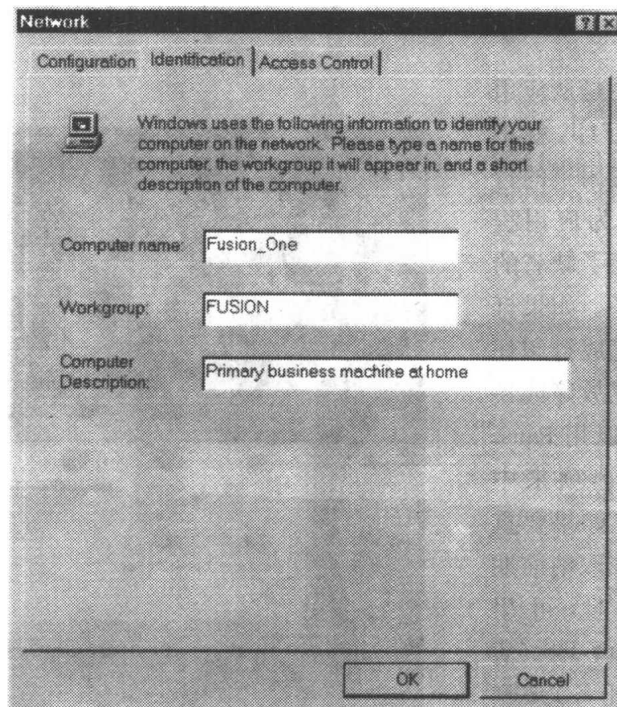 Network
Configuration Identification Access Control
Windows uses the following information to identify your
computer on the network. Please type a name for this
computer, the workgroup it will appear in, and a short
description of the computer.
Computer name: Fusion_One
Workgroup: FUSION
Computer
Description: Primary business machine at home
OK Cancel